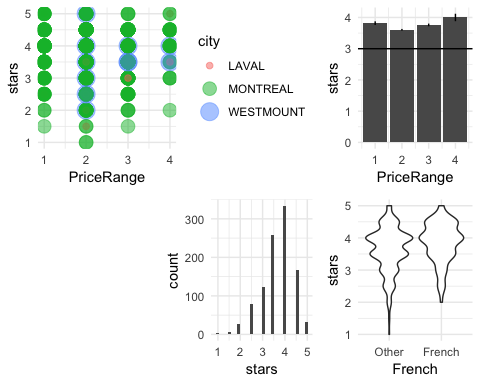 5
4
3
2
1
stars
1 2 3 4
PriceRange
city
LAVAL
MONTREAL
WESTMOUNT
4
3
2
1
0
stars
1 2 3 4
PriceRange
300
200
100
0
count
1 2 3 4 5
stars
5
4
3
2
1
stars
Other French
French